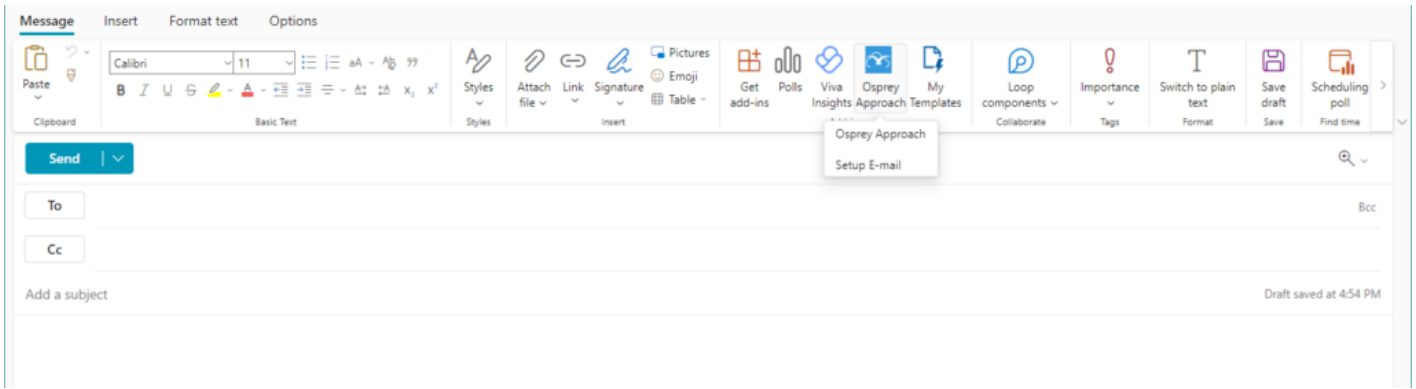 Message Insert Format text Options
Paste
Clipboard
Calibri 11 aA
B I U S A x₂ x²
Basic Text
Styles
Styles
Attach file Link Signature
Pictures
Emoji
Table
Insert
Get add-ins
Polls
Viva Insights
Osprey Approach
My Templates
Loop components
Collaborate
Importance
Tags
Switch to plain text
Format
Save draft
Save
Scheduling poll
Find time
Osprey Approach
Setup E-mail
Send
To
Bcc
Cc
Add a subject
Draft saved at 4:54 PM